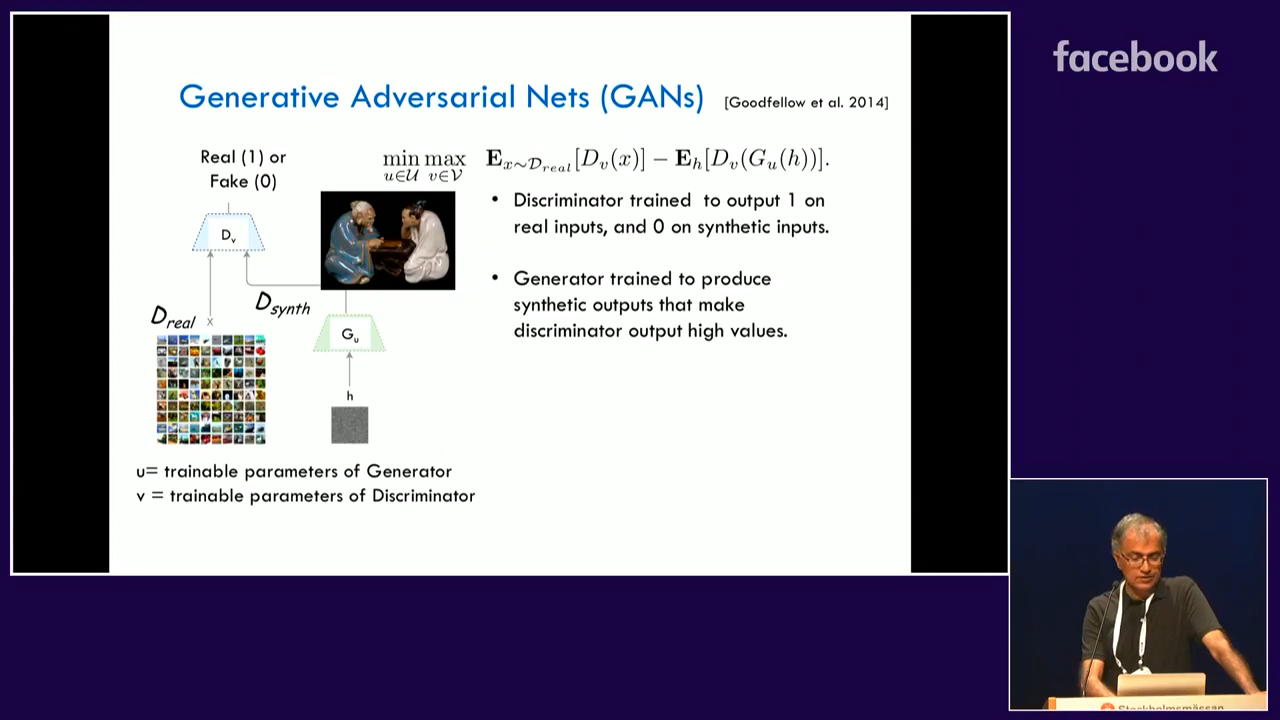 facebook
Generative Adversarial Nets (GANs) [Goodfellow et al. 2014]
Real (1) or
Fake (0)
D_v
D_real
x
D_synth
G_u
h
u= trainable parameters of Generator
v = trainable parameters of Discriminator
min max E_{x∼D_real}[D_v(x)] − E_h[D_v(G_u(h))].
u∈U v∈V
• Discriminator trained to output 1 on
real inputs, and 0 on synthetic inputs.
• Generator trained to produce
synthetic outputs that make
discriminator output high values.
Stockholmsmässan